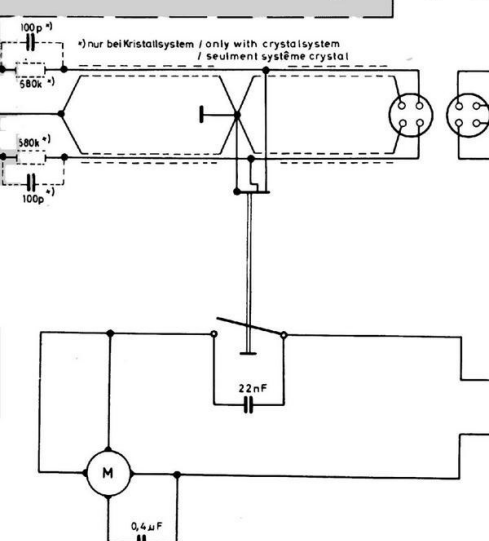 100p*)
*) nur bei Kristallsystem / only with crystalsystem
/ seulment système crystal
580k*)
580k*)
100p*)
22nF
M
0,4µF